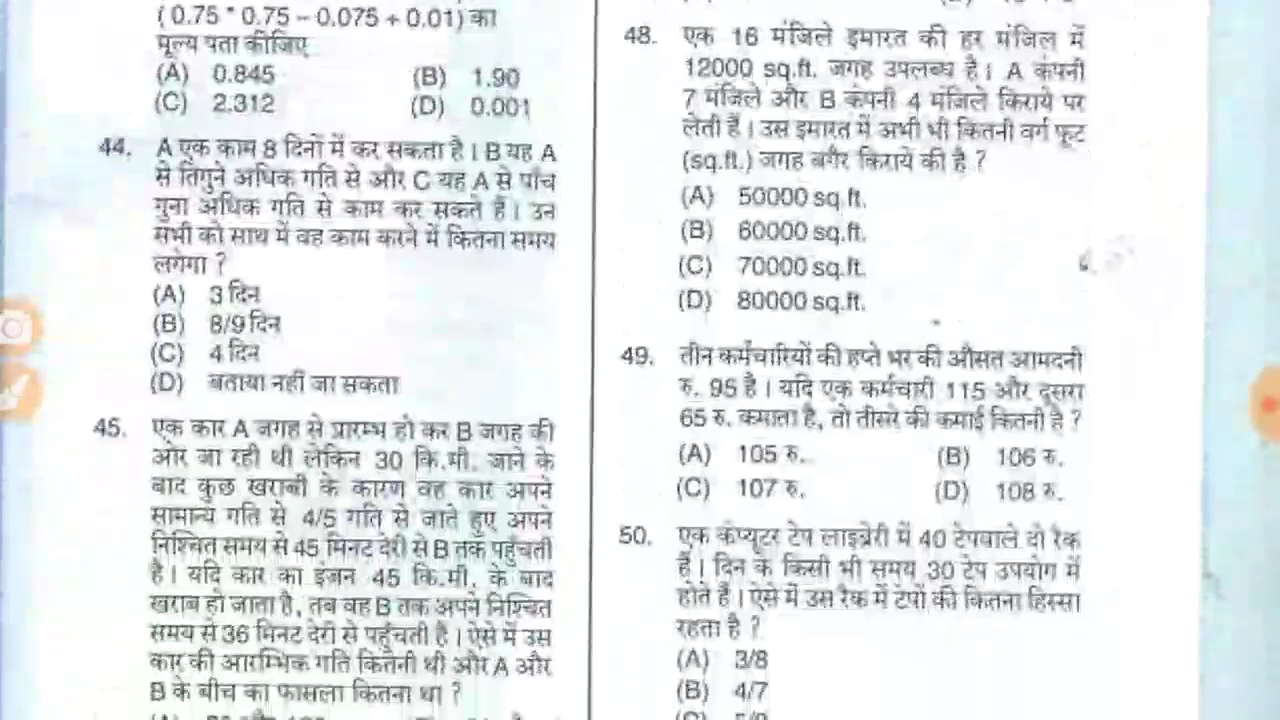 ( 0.75 * 0.75 – 0.075 + 0.01) का
मूल्य पता कीजिए
(A) 0.845 (B) 1.90
(C) 2.312 (D) 0.001
44. A एक काम 8 दिनों में कर सकता है। B यह A
से तिगुने अधिक गति से और C यह A से पाँच
गुना अधिक गति से काम कर सकते हैं। उन
सभी को साथ में वह काम करने में कितना समय
लगेगा ?
(A) 3 दिन
(B) 8/9 दिन
(C) 4 दिन
(D) बताया नहीं जा सकता
45. एक कार A जगह से प्रारम्भ हो कर B जगह की
ओर जा रही थी लेकिन 30 कि.मी. जाने के
बाद कुछ खराबी के कारण वह कार अपने
सामान्य गति से 4/5 गति से जाते हुए अपने
निश्चित समय से 45 मिनट देरी से B तक पहुँचती
है। यदि कार का इंजन 45 कि.मी. के बाद
खराब हो जाता है, तब वह B तक अपने निश्चित
समय से 36 मिनट देरी से पहुँचती है। ऐसे में उस
कार की आरम्भिक गति कितनी थी और A और
B के बीच का फासला कितना था ?
48. एक 16 मंजिले इमारत की हर मंजिल में
12000 sq.ft. जगह उपलब्ध है। A कंपनी
7 मंजिले और B कंपनी 4 मंजिले किराये पर
लेती है। उस इमारत में अभी भी कितनी वर्ग फूट
(sq.ft.) जगह बगैर किरायें की है ?
(A) 50000 sq.ft.
(B) 60000 sq.ft.
(C) 70000 sq.ft.
(D) 80000 sq.ft.
49. तीन कर्मचारियों की हप्ते भर की औसत आमदनी
रु. 95 है। यदि एक कर्मचारी 115 और दूसरा
65 रु. कमाता है, तो तीसरे की कमाई कितनी है ?
(A) 105 रु. (B) 106 रु.
(C) 107 रु. (D) 108 रु.
50. एक कंप्यूटर टेप लाइब्रेरी में 40 टेपवाले दो रैक
हैं। दिन के किसी भी समय 30 टेप उपयोग में
होते हैं। ऐसे में उस रैक में टेपों की कितना हिस्सा
रहता है ?
(A) 3/8
(B) 4/7